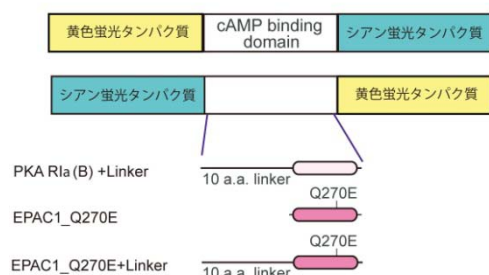 黄色蛍光タンパク質 cAMP binding domain シアン蛍光タンパク質
シアン蛍光タンパク質 黄色蛍光タンパク質
PKA RIa (B) +Linker
10 a.a. linker
Q270E
EPAC1_Q270E
Q270E
EPAC1_Q270E+Linker
10 a.a. linker